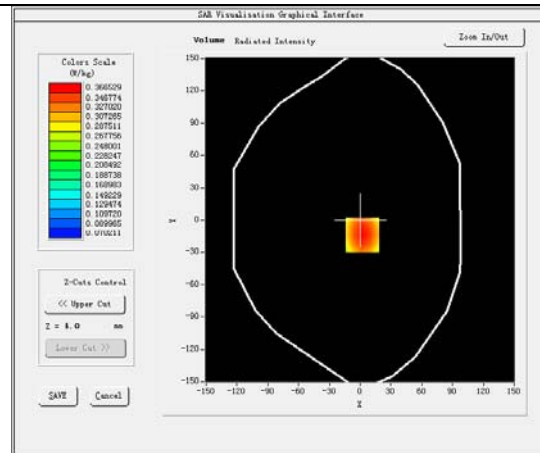 SAR Visualisation Graphical Interface
Volume Radiated Intensity
Zoom In/Out
Colors Scale
(W/kg)
0.366529
0.346774
0.327020
0.307265
0.287511
0.267756
0.248001
0.228247
0.208492
0.188738
0.168983
0.149229
0.129474
0.109720
0.089965
0.070211
Z-Cuts Control
<< Upper Cut
Z = 4.0 mm
Lower Cut >>
SAVE Cancel
150-
120-
90-
60-
30-
0-
-30-
-60-
-90-
-120-
-150-
Y
-150 -120 -90 -60 -30 0 30 60 90 120 150
X